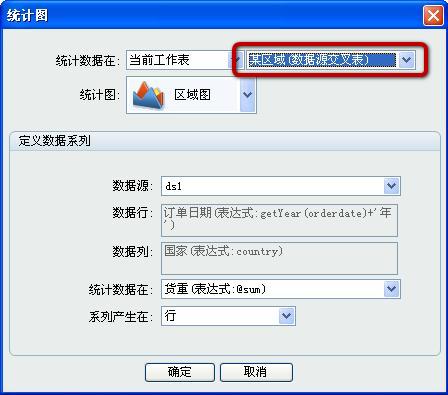 统计图
统计数据在: 当前工作表 某区域(数据源交叉表)
统计图: 区域图
定义数据系列
数据源: ds1
数据行: 订单日期(表达式:getYear(orderdate)+'年
')
数据列: 国家(表达式:country)
统计数据在: 货重(表达式:@sum)
系列产生在: 行
确定 取消